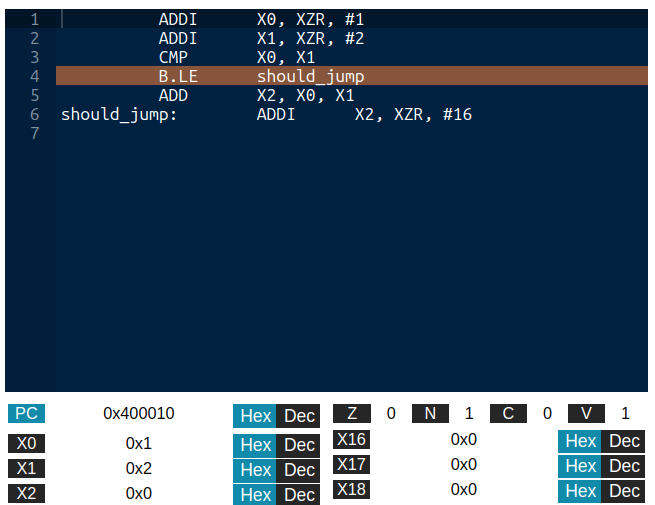 1 ADDI X0, XZR, #1
2 ADDI X1, XZR, #2
3 CMP X0, X1
4 B.LE should_jump
5 ADD X2, X0, X1
6 should_jump: ADDI X2, XZR, #16
7
PC 0x400010 Hex Dec Z 0 N 1 C 0 V 1
X0 0x1 Hex Dec X16 0x0 Hex Dec
X1 0x2 Hex Dec X17 0x0 Hex Dec
X2 0x0 Hex Dec X18 0x0 Hex Dec